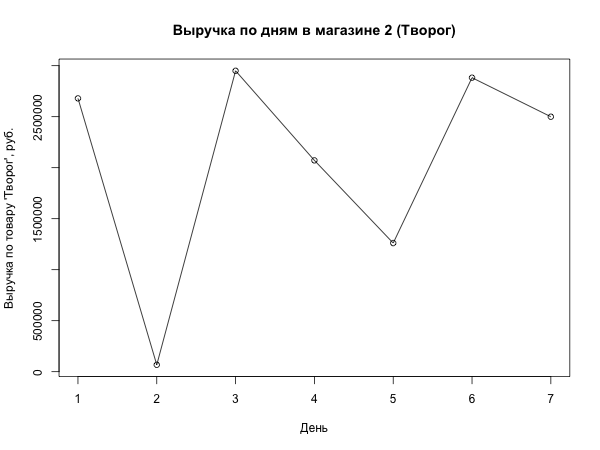 Выручка по дням в магазине 2 (Творог)
Выручка по товару 'Творог', руб.
2500000
1500000
500000
0
1 2 3 4 5 6 7
День